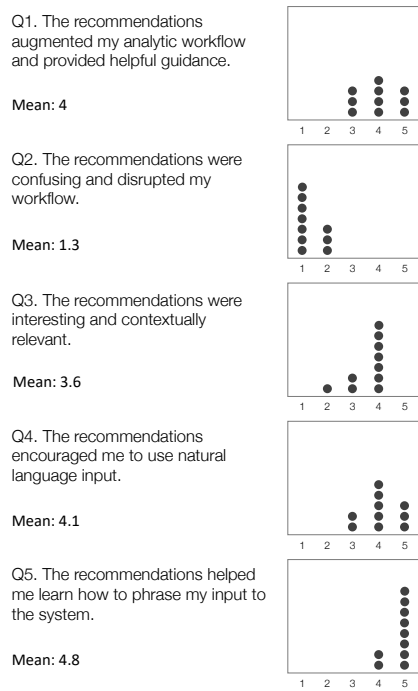 Q1. The recommendations
augmented my analytic workflow
and provided helpful guidance.
Mean: 4
1 2 3 4 5
Q2. The recommendations were
confusing and disrupted my
workflow.
Mean: 1.3
1 2 3 4 5
Q3. The recommendations were
interesting and contextually
relevant.
Mean: 3.6
1 2 3 4 5
Q4. The recommendations
encouraged me to use natural
language input.
Mean: 4.1
1 2 3 4 5
Q5. The recommendations helped
me learn how to phrase my input to
the system.
Mean: 4.8
1 2 3 4 5